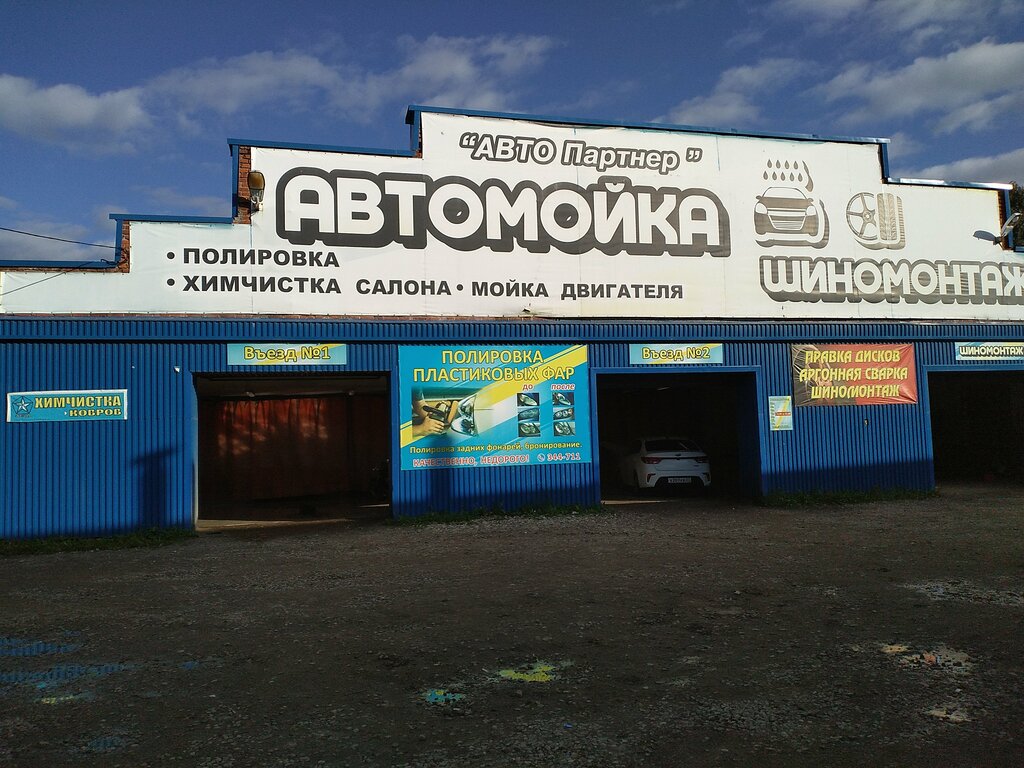 “АВТО Партнер”
АВТОМОЙКА
• ПОЛИРОВКА
• ХИМЧИСТКА САЛОНА • МОЙКА ДВИГАТЕЛЯ
ШИНОМОНТАЖ
Въезд №1
Въезд №2
ШИНОМОНТАЖ
ХИМЧИСТКА
• КОВРОВ
ПОЛИРОВКА
ПЛАСТИКОВЫХ ФАР
до после
Полировка задних фонарей, бронирование.
КАЧЕСТВЕННО, НЕДОРОГО! 344-711
ПРАВКА ДИСКОВ
АРГОННАЯ СВАРКА
ШИНОМОНТАЖ